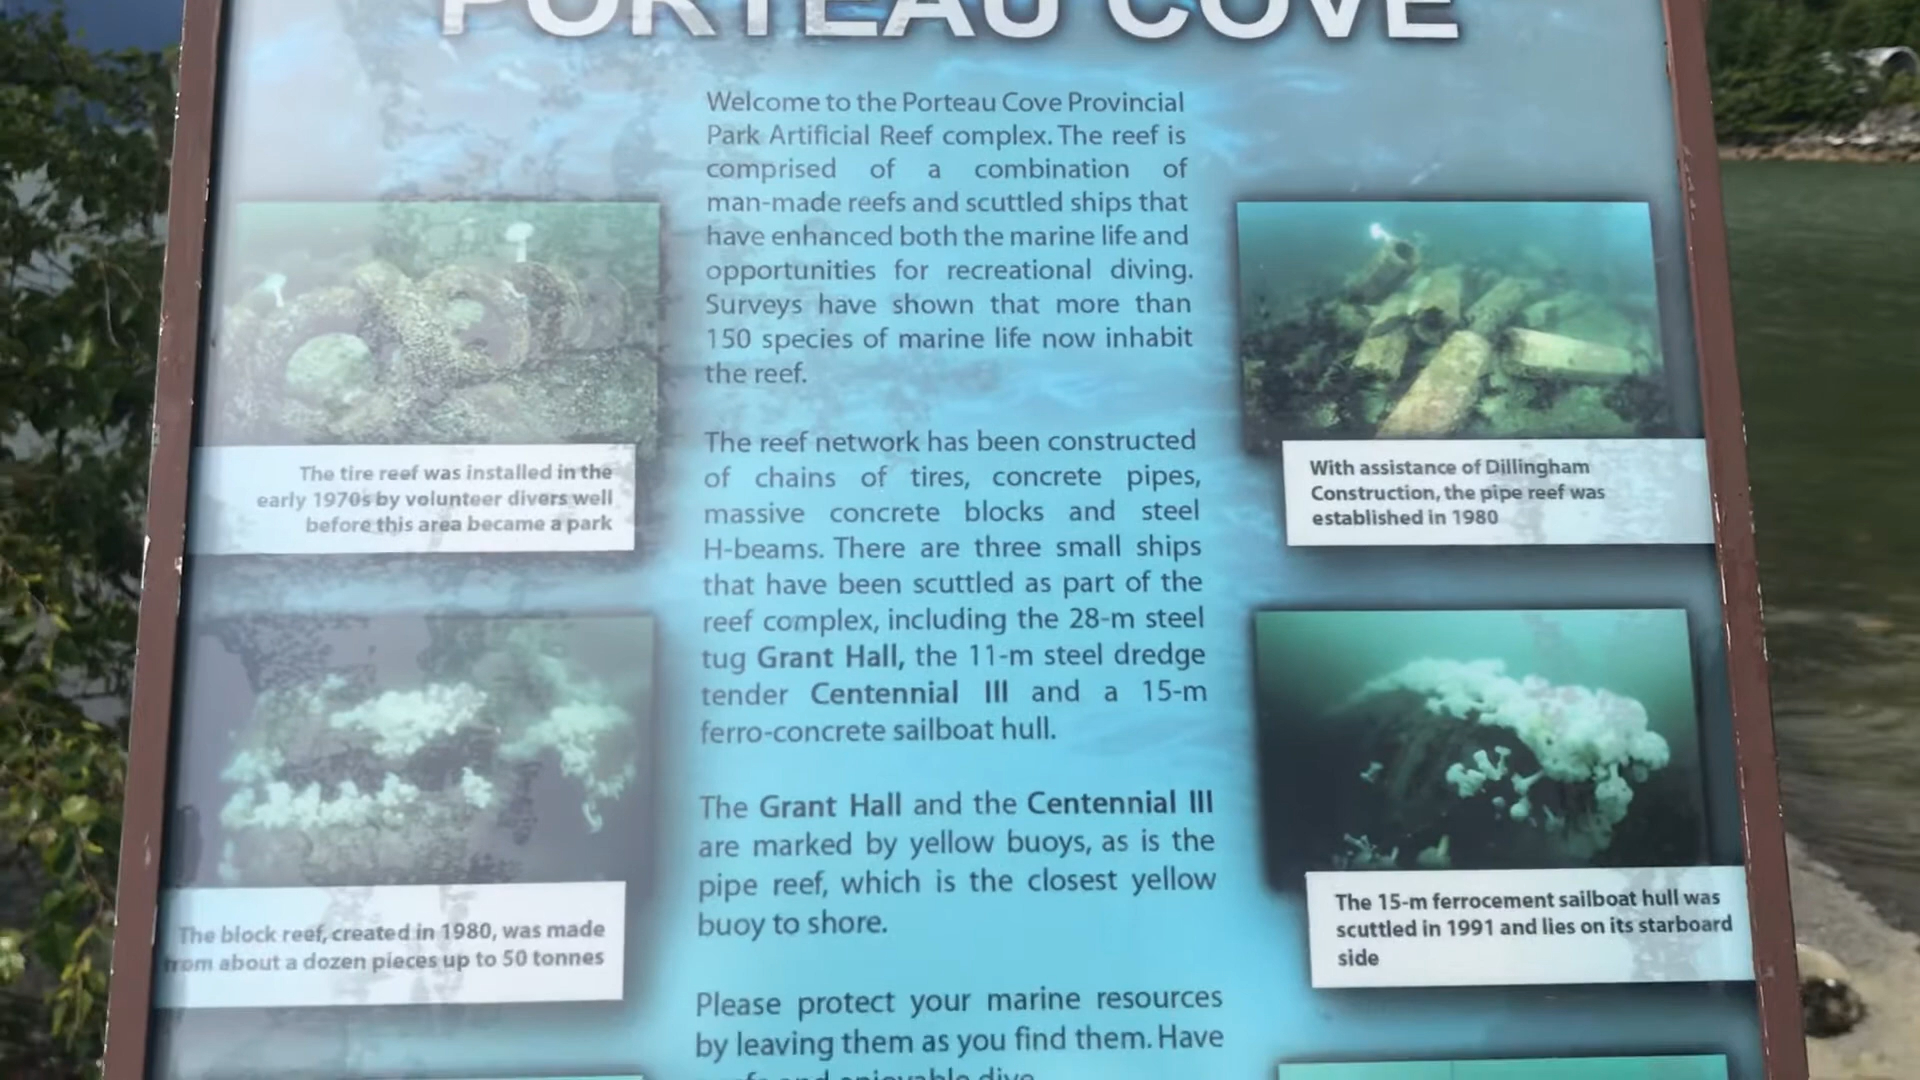 PORTEAU COVE
Welcome to the Porteau Cove Provincial
Park Artificial Reef complex. The reef is
comprised of a combination of
man-made reefs and scuttled ships that
have enhanced both the marine life and
opportunities for recreational diving.
Surveys have shown that more than
150 species of marine life now inhabit
the reef.
The reef network has been constructed
of chains of tires, concrete pipes,
massive concrete blocks and steel
H-beams. There are three small ships
that have been scuttled as part of the
reef complex, including the 28-m steel
tug Grant Hall, the 11-m steel dredge
tender Centennial III and a 15-m
ferro-concrete sailboat hull.
The Grant Hall and the Centennial III
are marked by yellow buoys, as is the
pipe reef, which is the closest yellow
buoy to shore.
Please protect your marine resources
by leaving them as you find them. Have
a safe and enjoyable dive.
The tire reef was installed in the
early 1970s by volunteer divers well
before this area became a park
The block reef, created in 1980, was made
from about a dozen pieces up to 50 tonnes
With assistance of Dillingham
Construction, the pipe reef was
established in 1980
The 15-m ferrocement sailboat hull was
scuttled in 1991 and lies on its starboard
side